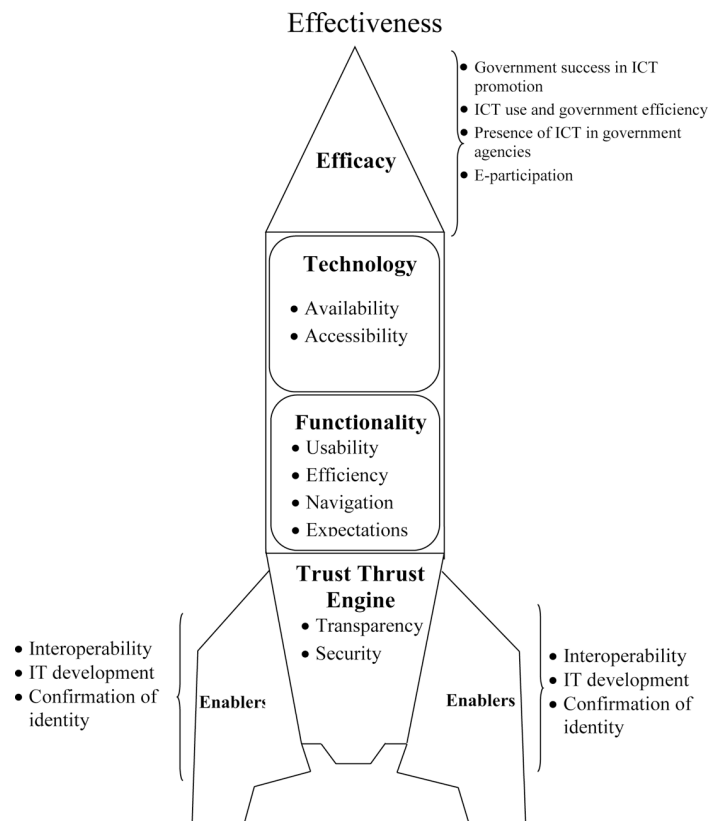 Effectiveness
• Government success in ICT
promotion
• ICT use and government efficiency
• Presence of ICT in government
agencies
• E-participation
Efficacy
Technology
• Availability
• Accessibility
Functionality
• Usability
• Efficiency
• Navigation
• Expectations
Trust Thrust
Engine
• Transparency
• Security
• Interoperability
• IT development
• Confirmation of
identity
Enablers
Enablers
• Interoperability
• IT development
• Confirmation of
identity